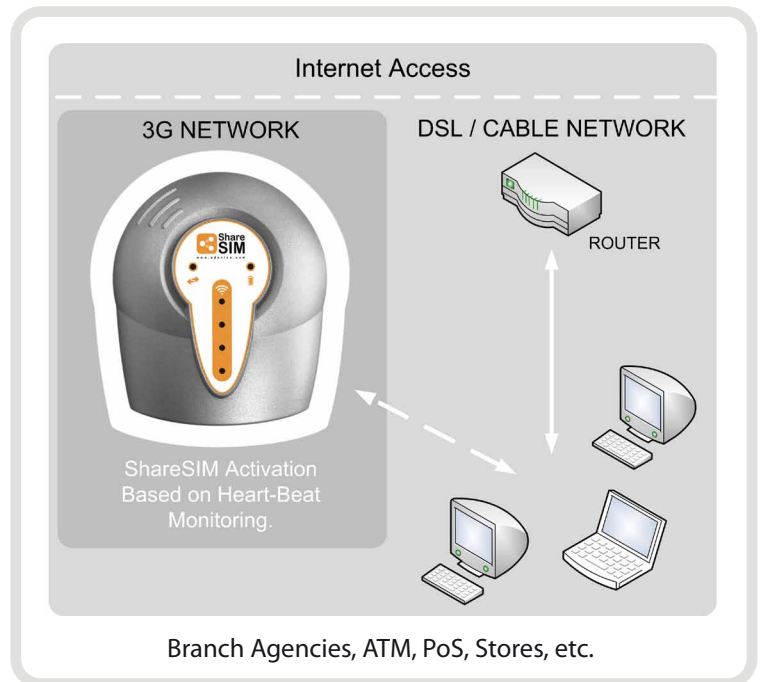 Internet Access
3G NETWORK
DSL / CABLE NETWORK
Share
SIM
ROUTER
ShareSIM Activation
Based on Heart-Beat
Monitoring.
Branch Agencies, ATM, PoS, Stores, etc.